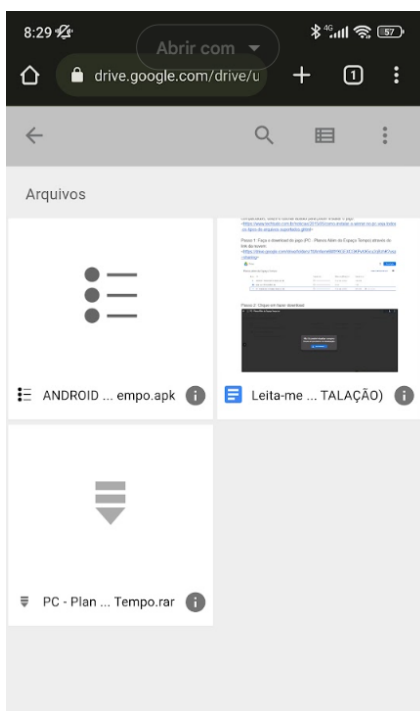 8:29
4G
57
Abrir com
drive.google.com/drive/u
1
Arquivos
ANDROID ... empo.apk
Leita-me ... TALAÇÃO)
PC - Plan ... Tempo.rar